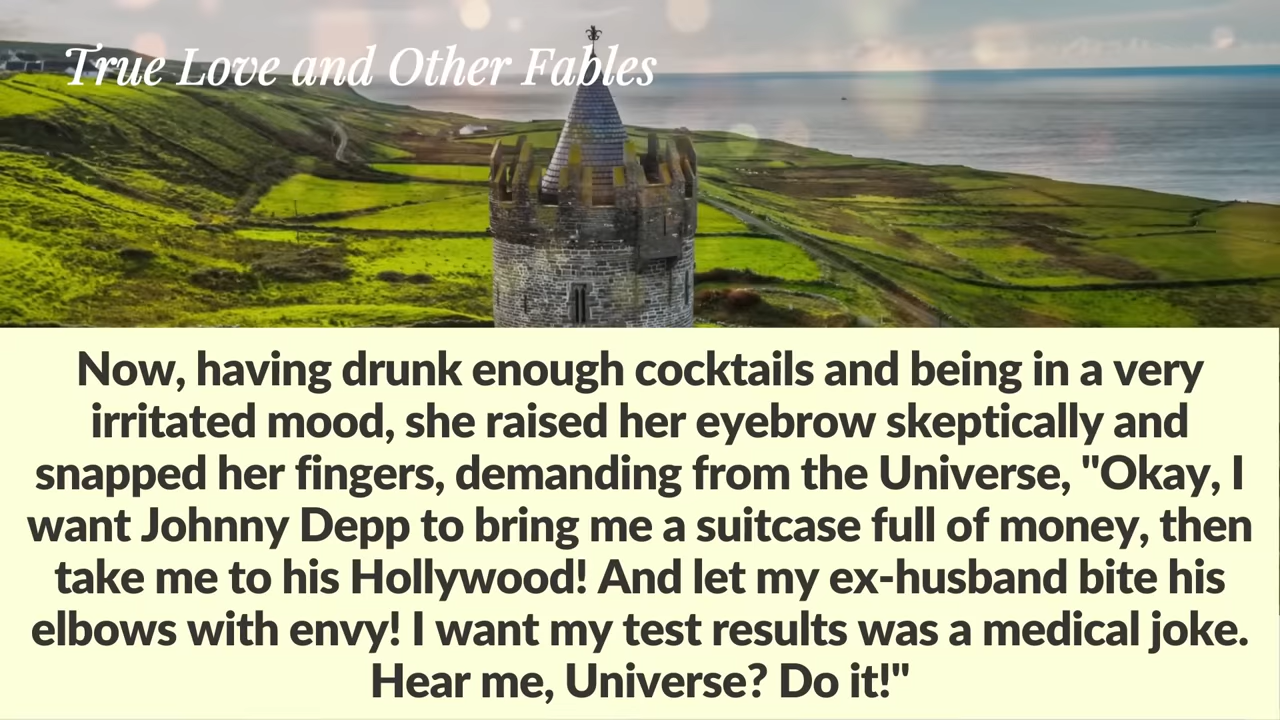 True Love and Other Fables
Now, having drunk enough cocktails and being in a very
irritated mood, she raised her eyebrow skeptically and
snapped her fingers, demanding from the Universe, "Okay, I
want Johnny Depp to bring me a suitcase full of money, then
take me to his Hollywood! And let my ex-husband bite his
elbows with envy! I want my test results was a medical joke.
Hear me, Universe? Do it!"